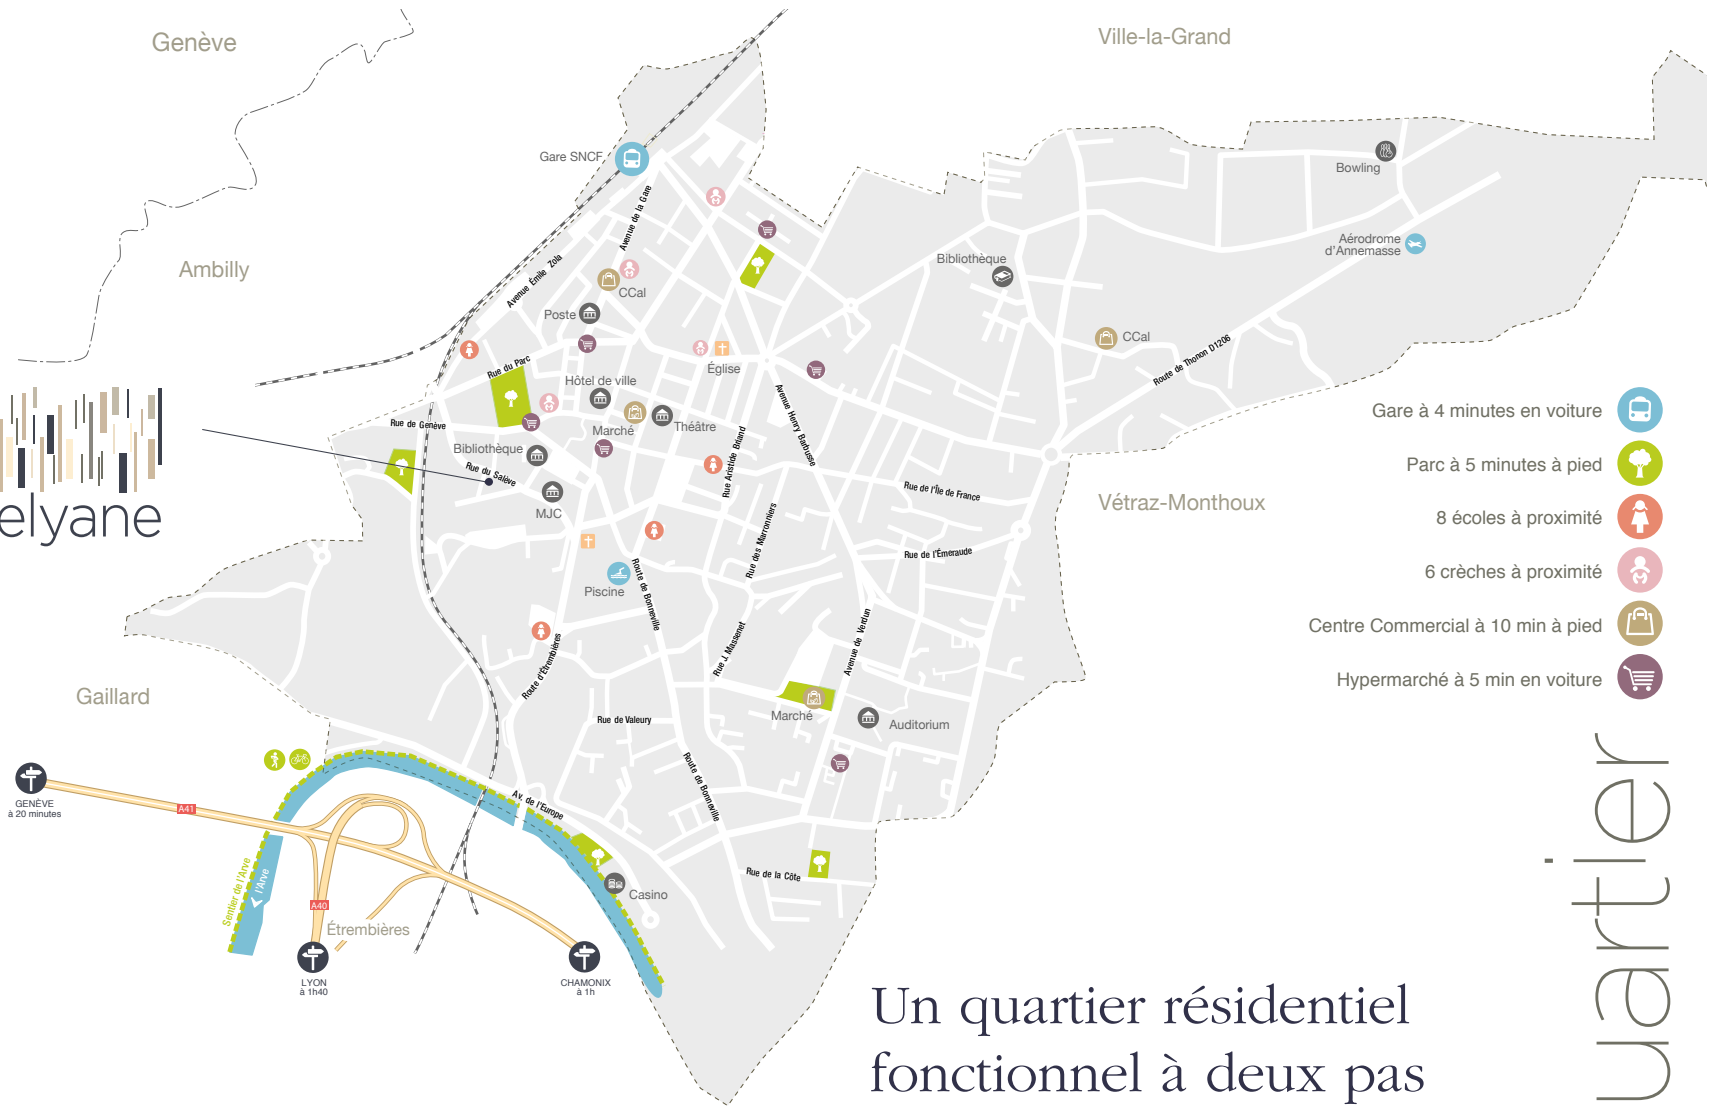 Genève
Ville-la-Grand
Gare SNCF
Bowling
Avenue de la Gare
Aérodrome
d'Annemasse
Ambilly
Bibliothèque
Avenue Émile Zola
CCal
Poste
CCal
Route de Thonon D1206
Rue du Parc
Église
Hôtel de ville
Avenue Henry Barbusse
Gare à 4 minutes en voiture
Rue de Genève
Marché
Théâtre
Bibliothèque
Rue Aristide Briand
Parc à 5 minutes à pied
Rue du Salève
Rue de l'Île de France
Vétraz-Monthoux
elyane
MJC
8 écoles à proximité
Rue des Marronniers
Rue de l'Émeraude
6 crèches à proximité
Piscine
Route de Bonneville
Centre Commercial à 10 min à pied
Rue J. Massenet
Avenue de Verdun
Route d'Étrembières
Hypermarché à 5 min en voiture
Gaillard
Rue de Valeury
Marché
Auditorium
Route de Bonneville
GENÈVE
à 20 minutes
A41
Av. de l'Europe
Sentier de l'Arve
l'Arve
Rue de la Côte
Casino
A40
Étrembières
LYON
à 1h40
CHAMONIX
à 1h
Un quartier résidentiel
fonctionnel à deux pas
uartier